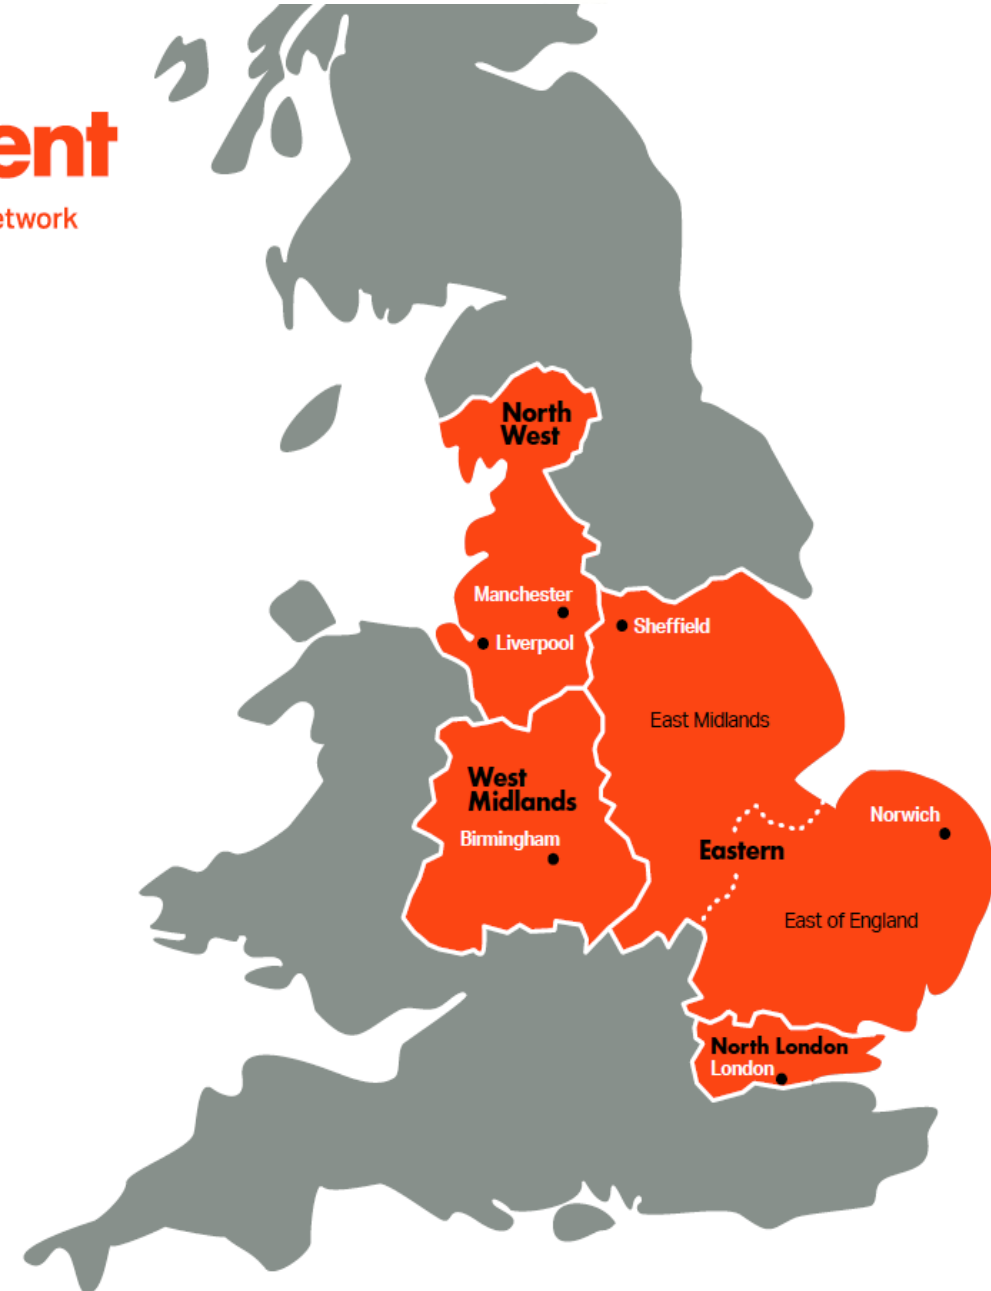 ent
etwork
North
West
Manchester
Liverpool
Sheffield
East Midlands
West
Midlands
Birmingham
Norwich
Eastern
East of England
North London
London